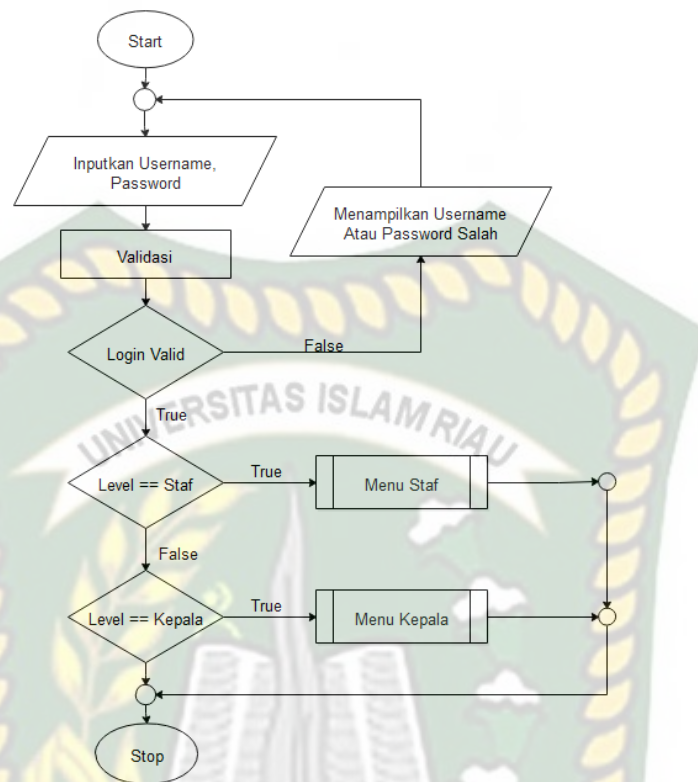 Start
Inputkan Username,
Password
Menampilkan Username
Atau Password Salah
Validasi
Login Valid
False
True
UNIVERSITAS ISLAM RIAU
Level == Staf
True
Menu Staf
False
Level == Kepala
True
Menu Kepala
Stop